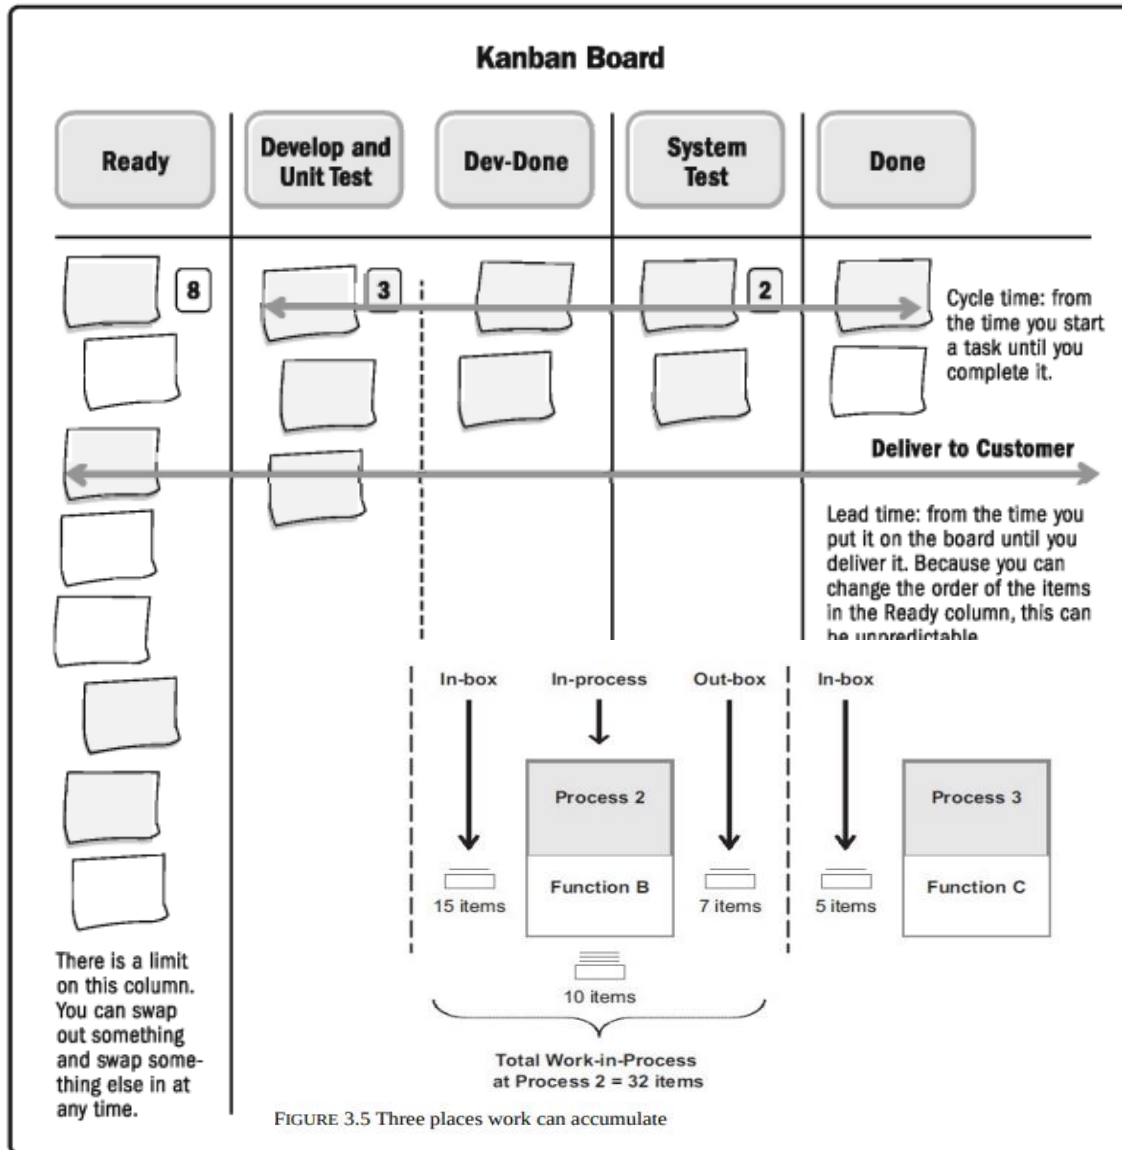 Kanban Board
Ready
Develop and
Unit Test
Dev-Done
System
Test
Done
8
3
2
Cycle time: from
the time you start
a task until you
complete it.
Deliver to Customer
Lead time: from the time you
put it on the board until you
deliver it. Because you can
change the order of the items
in the Ready column, this can
be unpredictable
There is a limit
on this column.
You can swap
out something
and swap some-
thing else in at
any time.
In-box
In-process
Out-box
In-box
Process 2
Function B
Process 3
Function C
15 items
7 items
5 items
10 items
Total Work-in-Process
at Process 2 = 32 items
FIGURE 3.5 Three places work can accumulate